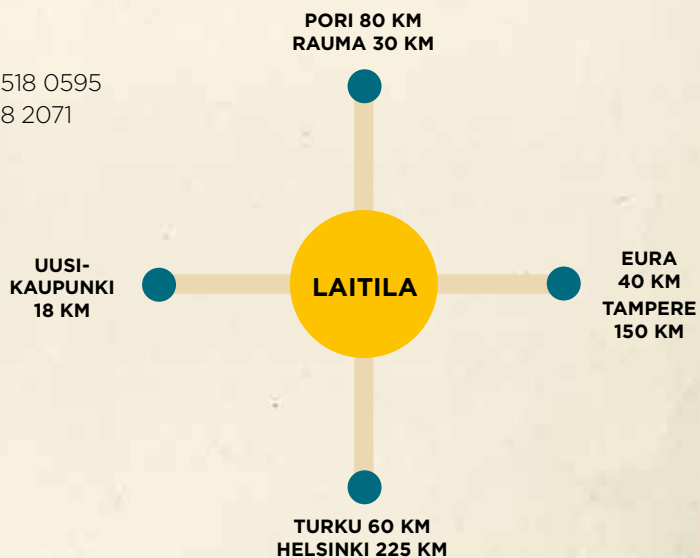 PORI 80 KM
RAUMA 30 KM
518 0595
8 2071
UUSI-
KAUPUNKI
18 KM
LAITILA
EURA
40 KM
TAMPERE
150 KM
TURKU 60 KM
HELSINKI 225 KM